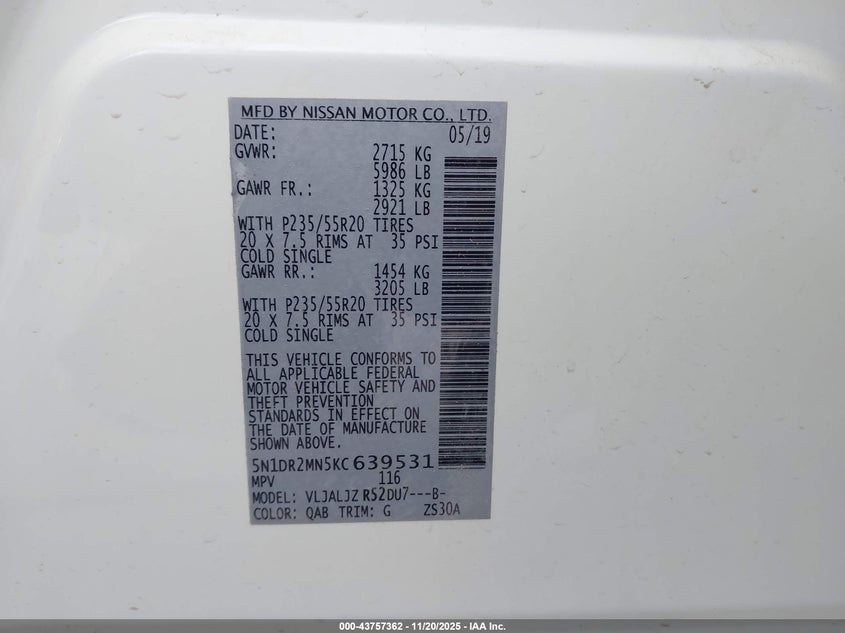 MFD BY NISSAN MOTOR CO., LTD.
DATE: 05/19
GVWR: 2715 KG
5986 LB
GAWR FR.: 1325 KG
2921 LB
WITH P235/55R20 TIRES
20 X 7.5 RIMS AT 35 PSI
COLD SINGLE
GAWR RR.: 1454 KG
3205 LB
WITH P235/55R20 TIRES
20 X 7.5 RIMS AT 35 PSI
COLD SINGLE
THIS VEHICLE CONFORMS TO
ALL APPLICABLE FEDERAL
MOTOR VEHICLE SAFETY AND
THEFT PREVENTION
STANDARDS IN EFFECT ON
THE DATE OF MANUFACTURE
SHOWN ABOVE.
5N1DR2MN5KC639531
MPV 116
MODEL: VLJALJZ R52DU7---B-
COLOR: QAB TRIM: G ZS30A
000-43757362 - 11/20/2025 - IAA Inc.